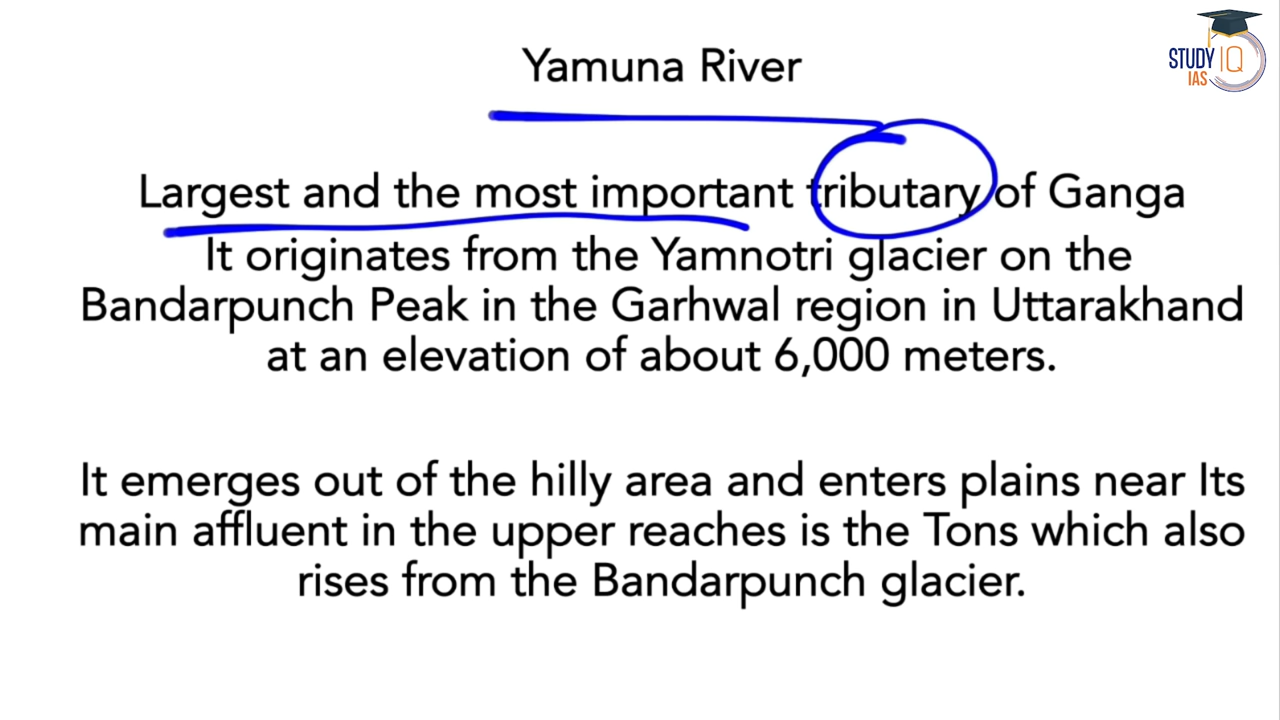 STUDY IQ
IAS
Yamuna River
Largest and the most important tributary of Ganga
It originates from the Yamnotri glacier on the
Bandarpunch Peak in the Garhwal region in Uttarakhand
at an elevation of about 6,000 meters.
It emerges out of the hilly area and enters plains near Its
main affluent in the upper reaches is the Tons which also
rises from the Bandarpunch glacier.